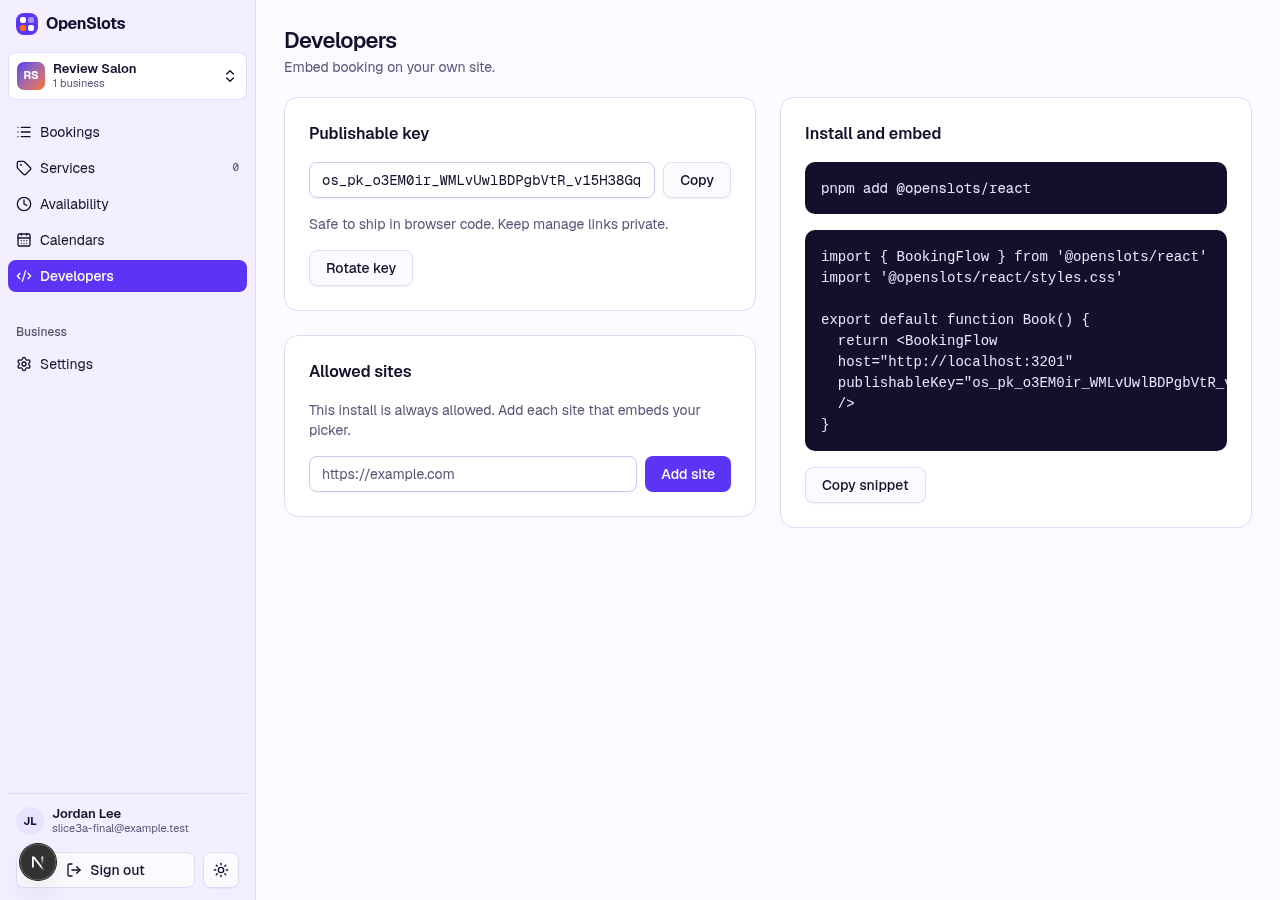 OpenSlots
RS
Review Salon
1 business
Bookings
Services
0
Availability
Calendars
Developers
Business
Settings
JL
Jordan Lee
slice3a-final@example.test
N
Sign out
Developers
Embed booking on your own site.
Publishable key
os_pk_o3EM0ir_WMLvUwlBDPgbVtR_v15H38Gq
Copy
Safe to ship in browser code. Keep manage links private.
Rotate key
Allowed sites
This install is always allowed. Add each site that embeds your
picker.
https://example.com
Add site
Install and embed
pnpm add @openslots/react
import { BookingFlow } from '@openslots/react'
import '@openslots/react/styles.css'
export default function Book() {
return <BookingFlow
host="http://localhost:3201"
publishableKey="os_pk_o3EM0ir_WMLvUwlBDPgbVtR_v
/>
}
Copy snippet